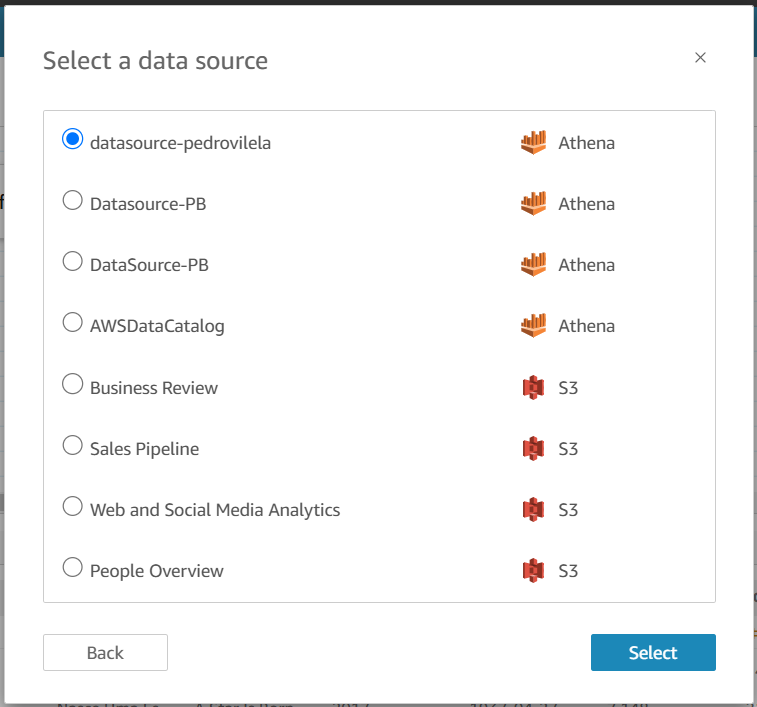 Select a data source
datasource-pedrovilela Athena
Datasource-PB Athena
DataSource-PB Athena
AWSDataCatalog Athena
Business Review S3
Sales Pipeline S3
Web and Social Media Analytics S3
People Overview S3
Back Select